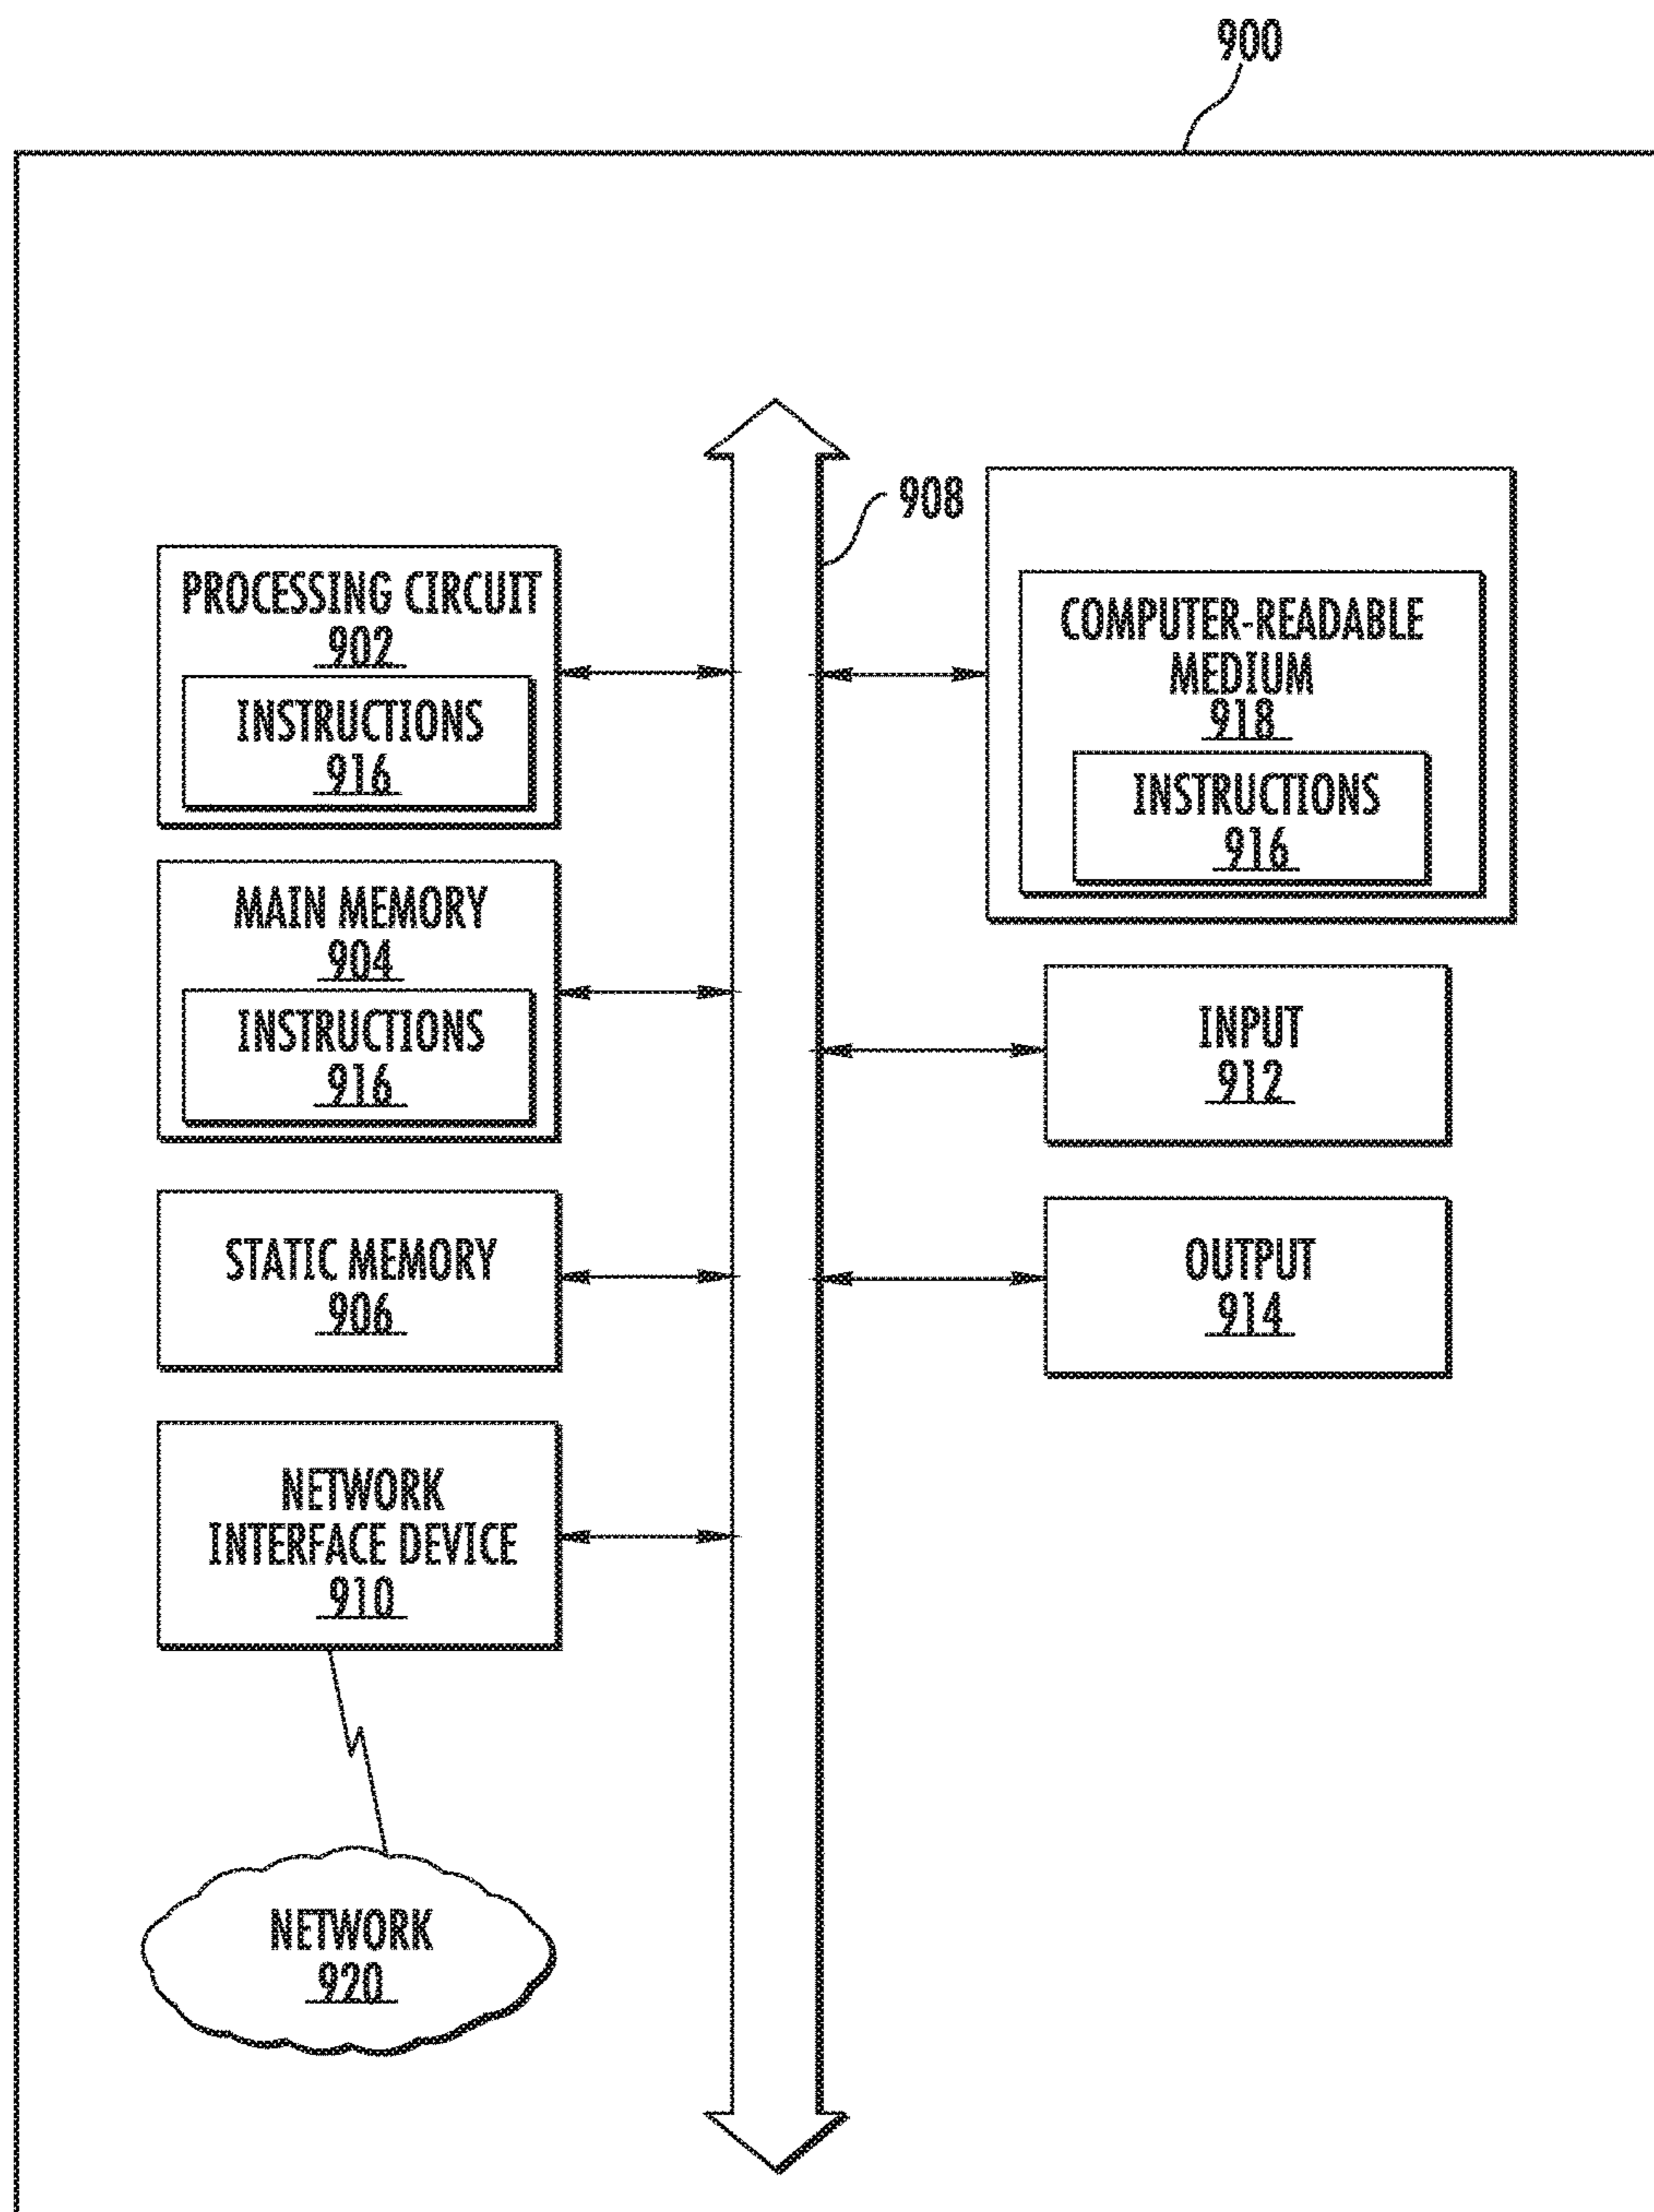 900
908
PROCESSING CIRCUIT
902
INSTRUCTIONS
916
MAIN MEMORY
904
INSTRUCTIONS
916
STATIC MEMORY
906
NETWORK
INTERFACE DEVICE
910
NETWORK
920
COMPUTER-READABLE
MEDIUM
918
INSTRUCTIONS
916
INPUT
912
OUTPUT
914